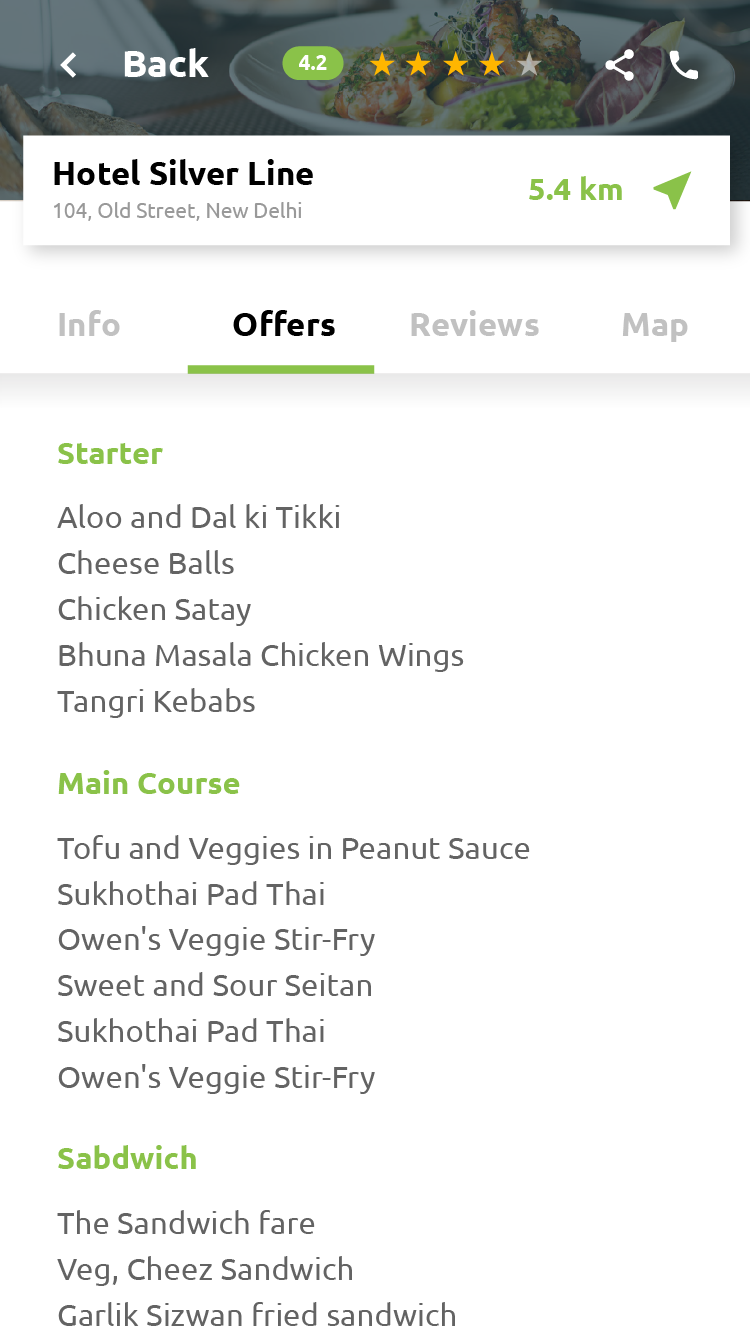 Back 4.2
Hotel Silver Line
104, Old Street, New Delhi
5.4 km
Info Offers Reviews Map
Starter
Aloo and Dal ki Tikki
Cheese Balls
Chicken Satay
Bhuna Masala Chicken Wings
Tangri Kebabs
Main Course
Tofu and Veggies in Peanut Sauce
Sukhothai Pad Thai
Owen's Veggie Stir-Fry
Sweet and Sour Seitan
Sukhothai Pad Thai
Owen's Veggie Stir-Fry
Sabdwich
The Sandwich fare
Veg, Cheez Sandwich
Garlik Sizwan fried sandwich